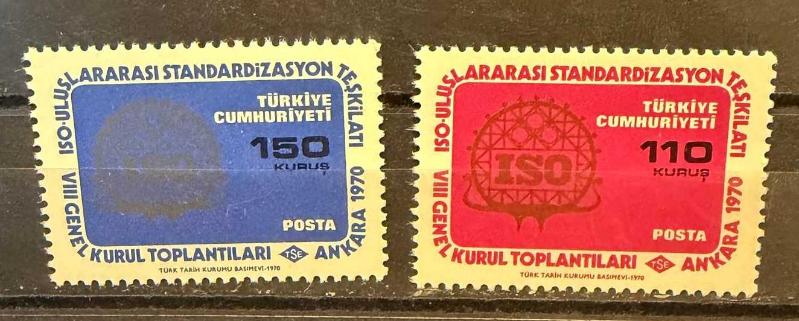 VIII GENEL KURUL TOPLANTILARI
ISO-ULUSLARARASI STANDARDİZASYON TEŞKİLATI
ANKARA 1970
TÜRKİYE
CUMHURİYETİ
150
KURUŞ
ISO
POSTA
TSE
TÜRK TARİH KURUMU BASIMEVİ-1970
VIII GENEL KURUL TOPLANTILARI
ISO-ULUSLARARASI STANDARDİZASYON TEŞKİLATI
ANKARA 1970
TÜRKİYE
CUMHURİYETİ
110
KURUŞ
ISO
POSTA
TSE
TÜRK TARİH KURUMU BASIMEVİ-1970